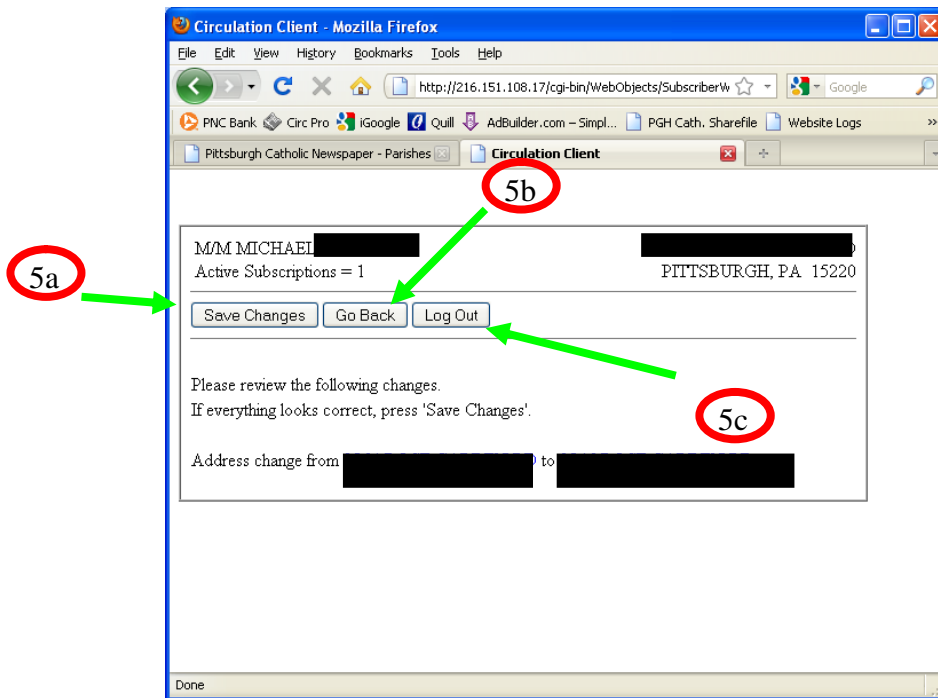 Circulation Client - Mozilla Firefox
File Edit View History Bookmarks Tools Help
http://216.151.108.17/cgi-bin/WebObjects/SubscriberW Google
PNC Bank Circ Pro iGoogle Quill AdBuilder.com – Simpl... PGH Cath. Sharefile Website Logs »
Pittsburgh Catholic Newspaper - Parishes Circulation Client
5b
M/M MICHAEL
5a
Active Subscriptions = 1 PITTSBURGH, PA 15220
Save Changes Go Back Log Out
Please review the following changes.
If everything looks correct, press 'Save Changes'.
5c
Address change from to
Done